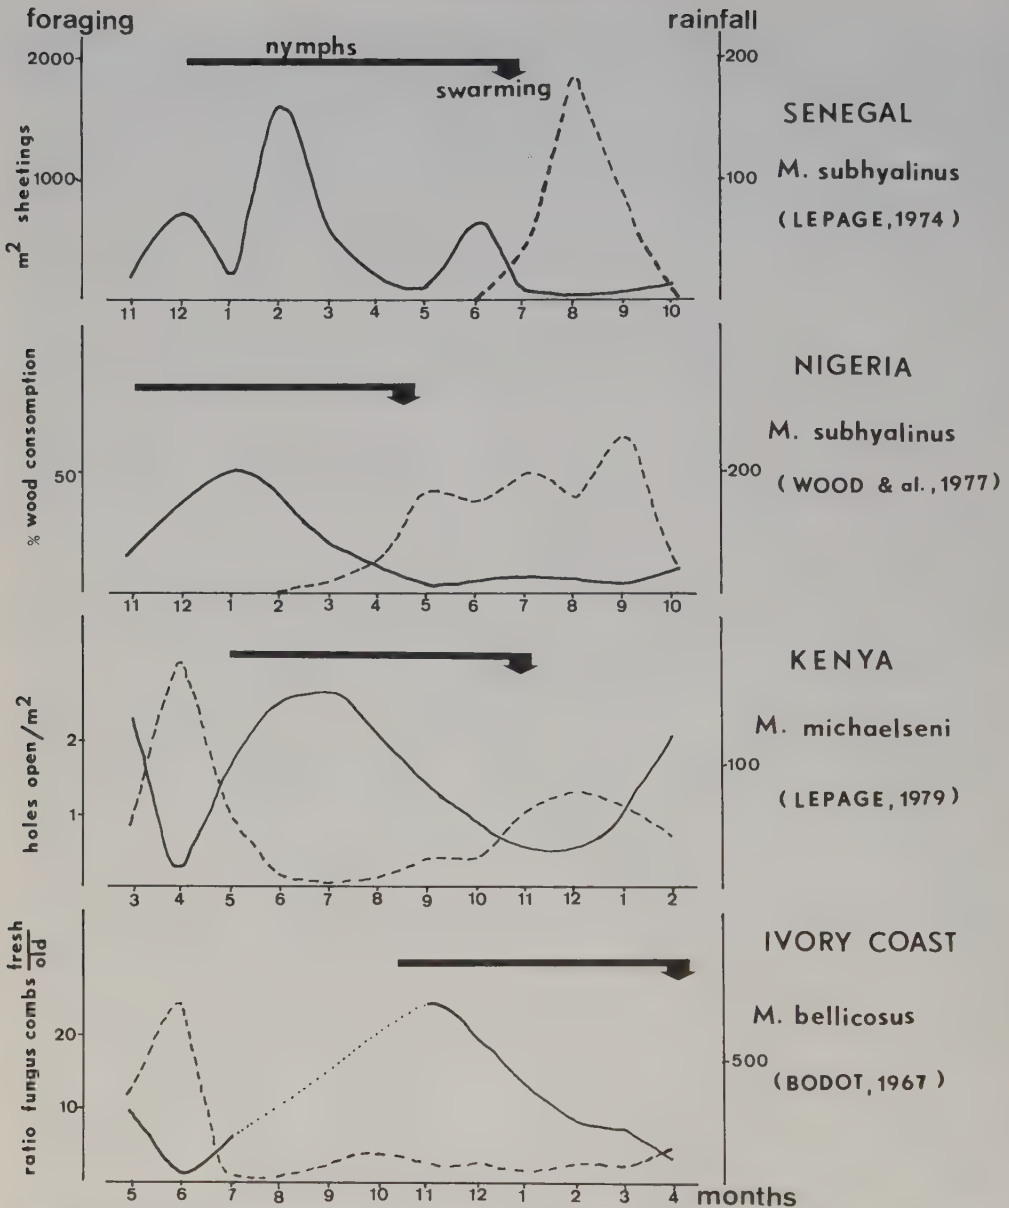 foraging
rainfall
nymphs
swarming
2000
1000
m² sheetings
200
100
11 12 1 2 3 4 5 6 7 8 9 10
SENEGAL
M. subhyalinus
(LEPAGE, 1974)
% wood consomption
50
200
11 12 1 2 3 4 5 6 7 8 9 10
NIGERIA
M. subhyalinus
(WOOD & al., 1977)
holes open/m²
2
1
100
3 4 5 6 7 8 9 10 11 12 1 2
KENYA
M. michaelseni
(LEPAGE, 1979)
ratio fungus combs fresh
old
20
10
500
5 6 7 8 9 10 11 12 1 2 3 4 months
IVORY COAST
M. bellicosus
(BODOT, 1967)